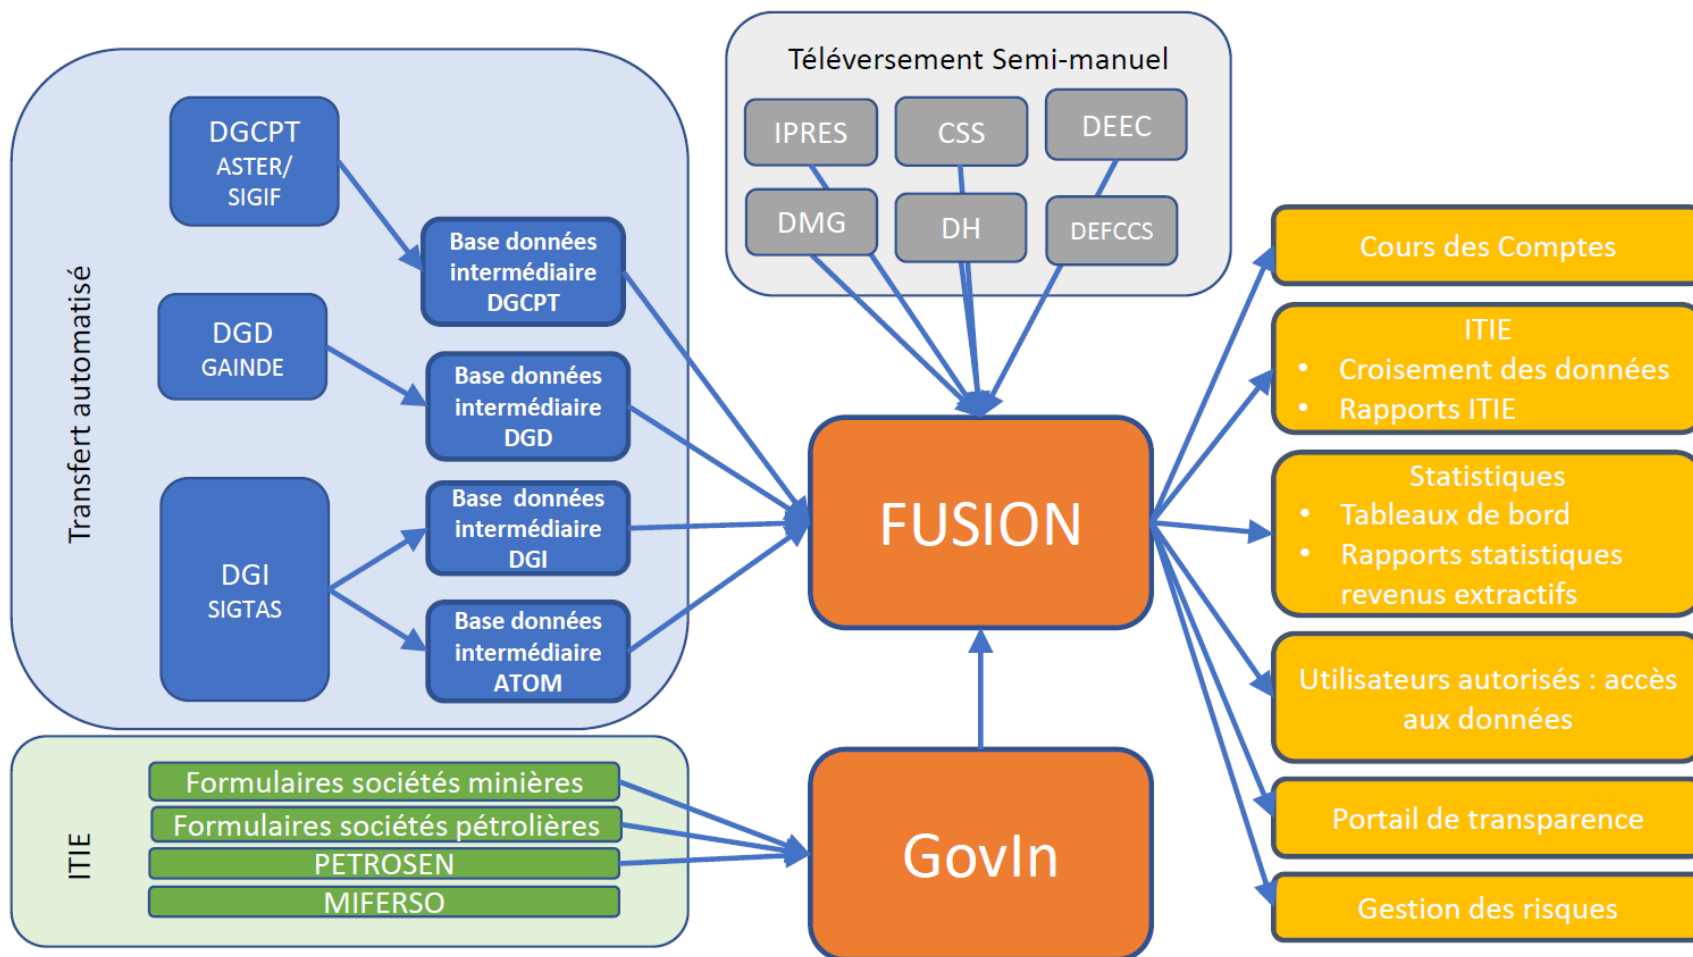 Transfert automatisé
DGCPT
ASTER/
SIGIF
DGD
GAINDE
DGI
SIGTAS
Base données
intermédiaire
DGCPT
Base données
intermédiaire
DGD
Base données
intermédiaire
DGI
Base données
intermédiaire
ATOM
Téléversement Semi-manuel
IPRES
CSS
DEEC
DMG
DH
DEFCCS
ITIE
Formulaires sociétés minières
Formulaires sociétés pétrolières
PETROSEN
MIFERSO
FUSION
GovIn
Cours des Comptes
ITIE
• Croisement des données
• Rapports ITIE
Statistiques
• Tableaux de bord
• Rapports statistiques
revenus extractifs
Utilisateurs autorisés : accès
aux données
Portail de transparence
Gestion des risques